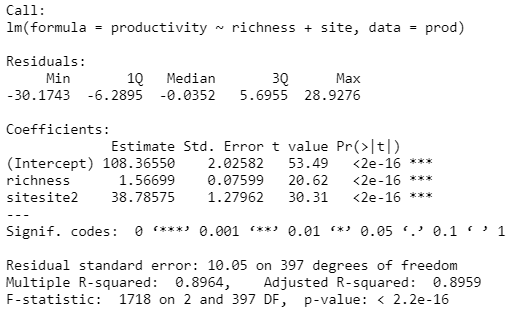 Call:
lm(formula = productivity ~ richness + site, data = prod)
Residuals:
Min 1Q Median 3Q Max
-30.1743 -6.2895 -0.0352 5.6955 28.9276
Coefficients:
Estimate Std. Error t value Pr(>|t|)
(Intercept) 108.36550 2.02582 53.49 <2e-16 ***
richness 1.56699 0.07599 20.62 <2e-16 ***
sitesite2 38.78575 1.27962 30.31 <2e-16 ***
---
Signif. codes: 0 ‘***’ 0.001 ‘**’ 0.01 ‘*’ 0.05 ‘.’ 0.1 ‘ ’ 1
Residual standard error: 10.05 on 397 degrees of freedom
Multiple R-squared: 0.8964, Adjusted R-squared: 0.8959
F-statistic: 1718 on 2 and 397 DF, p-value: < 2.2e-16